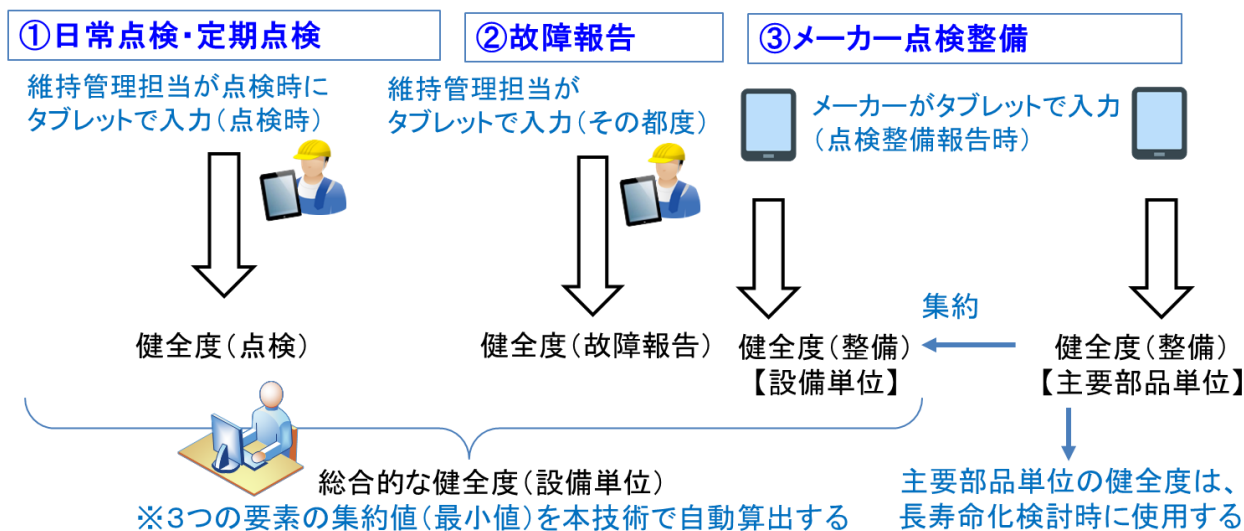 ①日常点検・定期点検
維持管理担当が点検時に
タブレットで入力(点検時)
健全度(点検)
②故障報告
維持管理担当が
タブレットで入力(その都度)
健全度(故障報告)
③メーカー点検整備
メーカーがタブレットで入力
(点検整備報告時)
健全度(整備)
【設備単位】
集約
健全度(整備)
【主要部品単位】
総合的な健全度(設備単位)
※3つの要素の集約値(最小値)を本技術で自動算出する
主要部品単位の健全度は、
長寿命化検討時に使用する